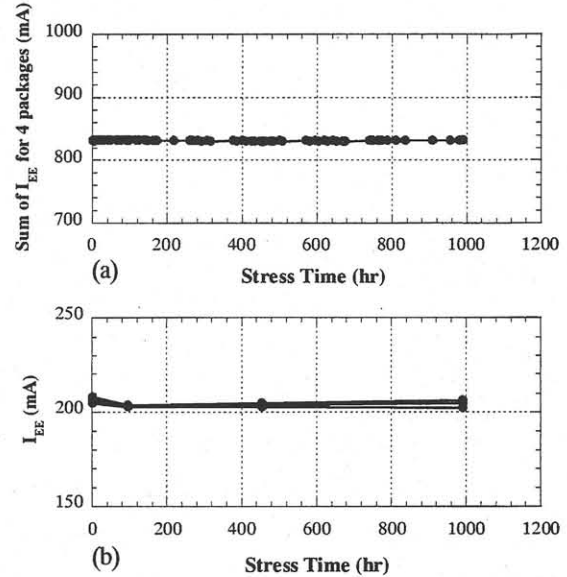 1000
900
800
700
Sum of I_EE for 4 packages (mA)
0 200 400 600 800 1000 1200
(a)
Stress Time (hr)
250
200
150
I_EE (mA)
0 200 400 600 800 1000 1200
(b)
Stress Time (hr)